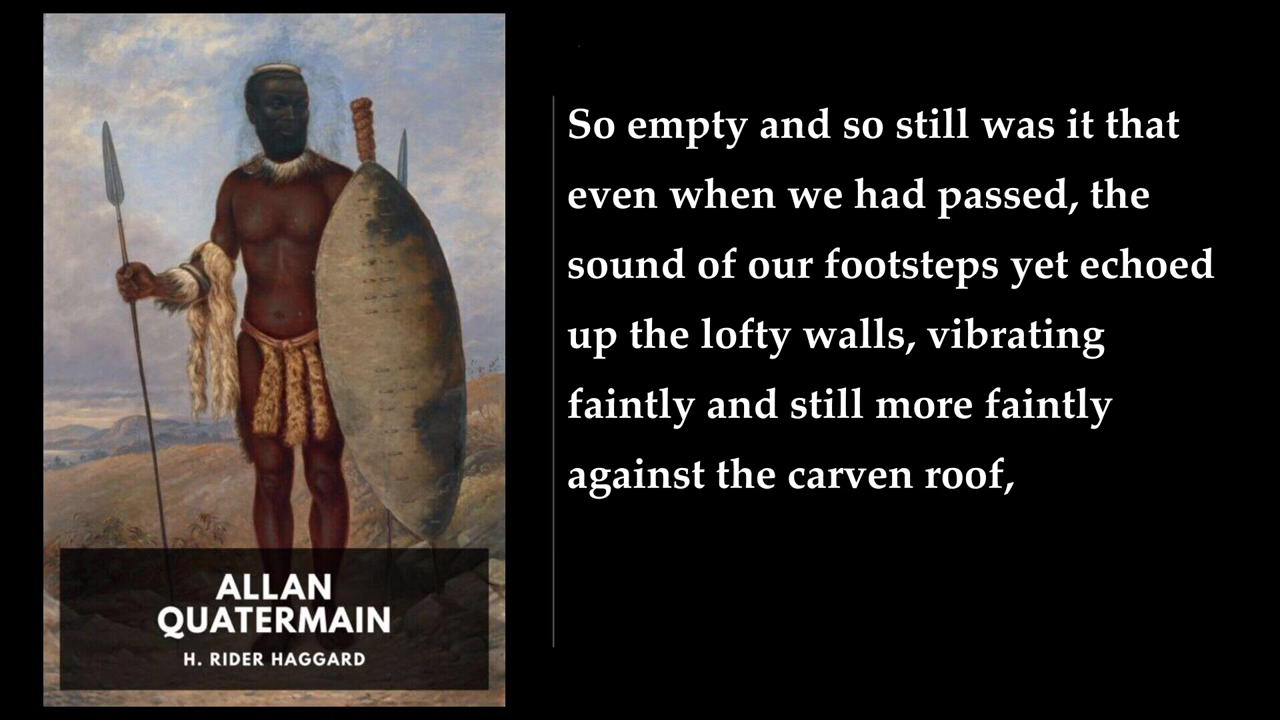 ALLAN
QUATERMAIN
H. RIDER HAGGARD
So empty and so still was it that
even when we had passed, the
sound of our footsteps yet echoed
up the lofty walls, vibrating
faintly and still more faintly
against the carven roof,